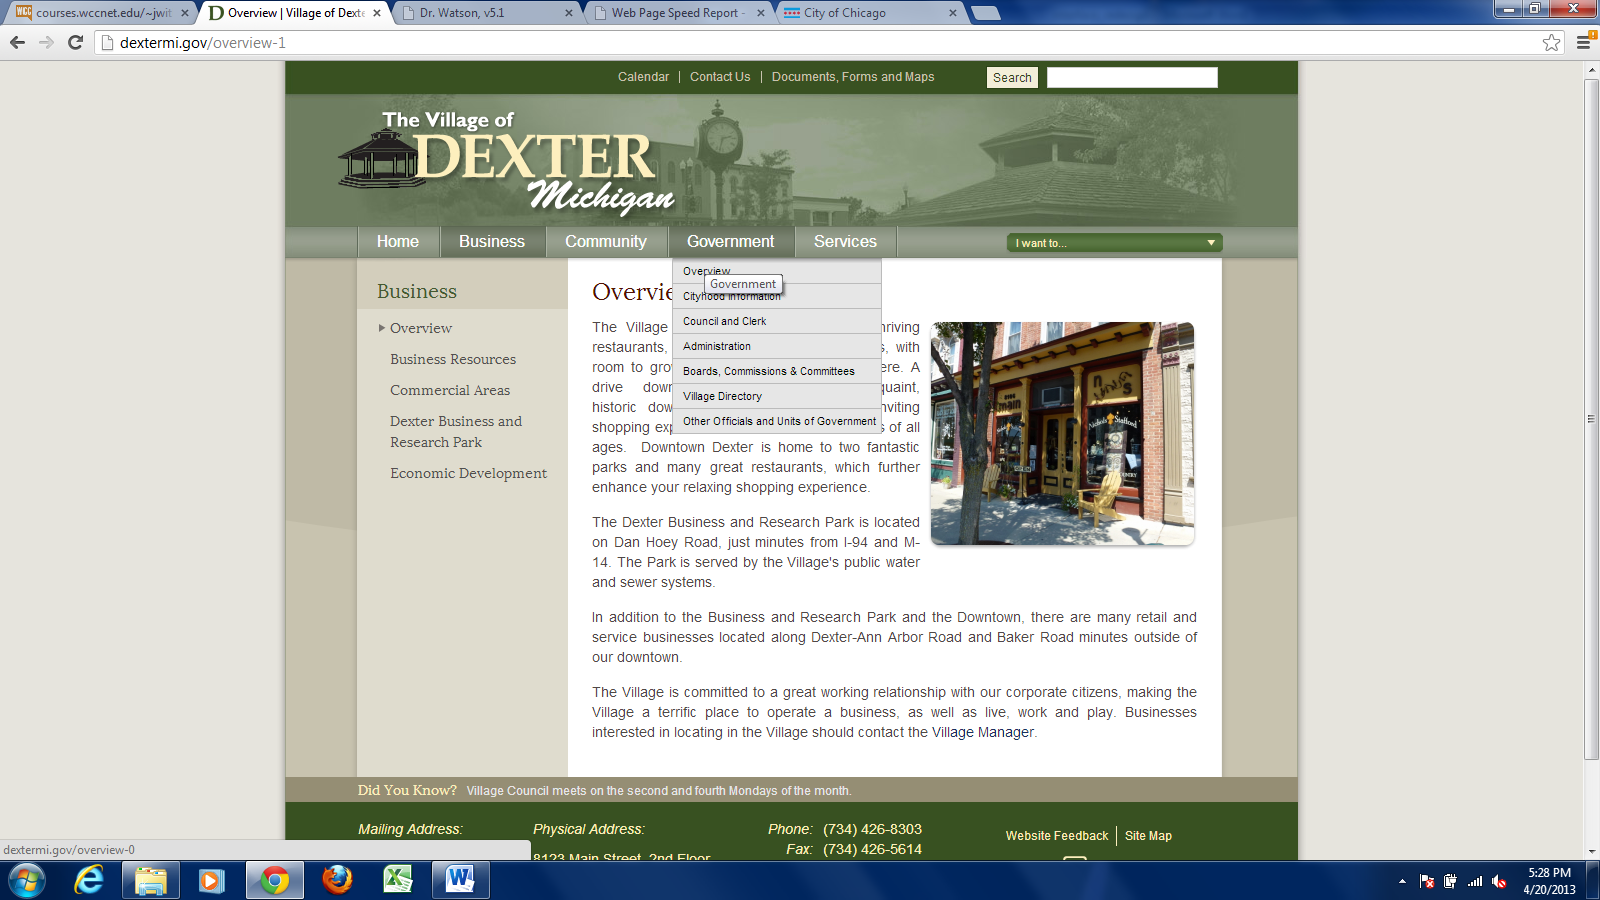 courses.wccnet.edu/~jwit
Overview | Village of Dexte
Dr. Watson, v5.1
Web Page Speed Report -
City of Chicago
dextermi.gov/overview-1
Calendar | Contact Us | Documents, Forms and Maps
Search
The Village of
DEXTER
Michigan
Home
Business
Community
Government
Services
I want to...
Business
Overview
Business Resources
Commercial Areas
Dexter Business and
Research Park
Economic Development
Overview
Government
Cityhood Information
Council and Clerk
Administration
Boards, Commissions & Committees
Village Directory
Other Officials and Units of Government
Overvie
The Village hriving
restaurants, s, with
room to gro ere. A
drive down quaint,
historic dow nviting
shopping exp s of all
ages. Downtown Dexter is home to two fantastic
parks and many great restaurants, which further
enhance your relaxing shopping experience.
The Dexter Business and Research Park is located
on Dan Hoey Road, just minutes from I-94 and M-
14. The Park is served by the Village's public water
and sewer systems.
In addition to the Business and Research Park and the Downtown, there are many retail and
service businesses located along Dexter-Ann Arbor Road and Baker Road minutes outside of
our downtown.
The Village is committed to a great working relationship with our corporate citizens, making the
Village a terrific place to operate a business, as well as live, work and play. Businesses
interested in locating in the Village should contact the Village Manager.
Did You Know? Village Council meets on the second and fourth Mondays of the month.
Mailing Address:
Physical Address:
8123 Main Street, 2nd Floor
Phone: (734) 426-8303
Fax: (734) 426-5614
Website Feedback | Site Map
dextermi.gov/overview-0
5:28 PM
4/20/2013